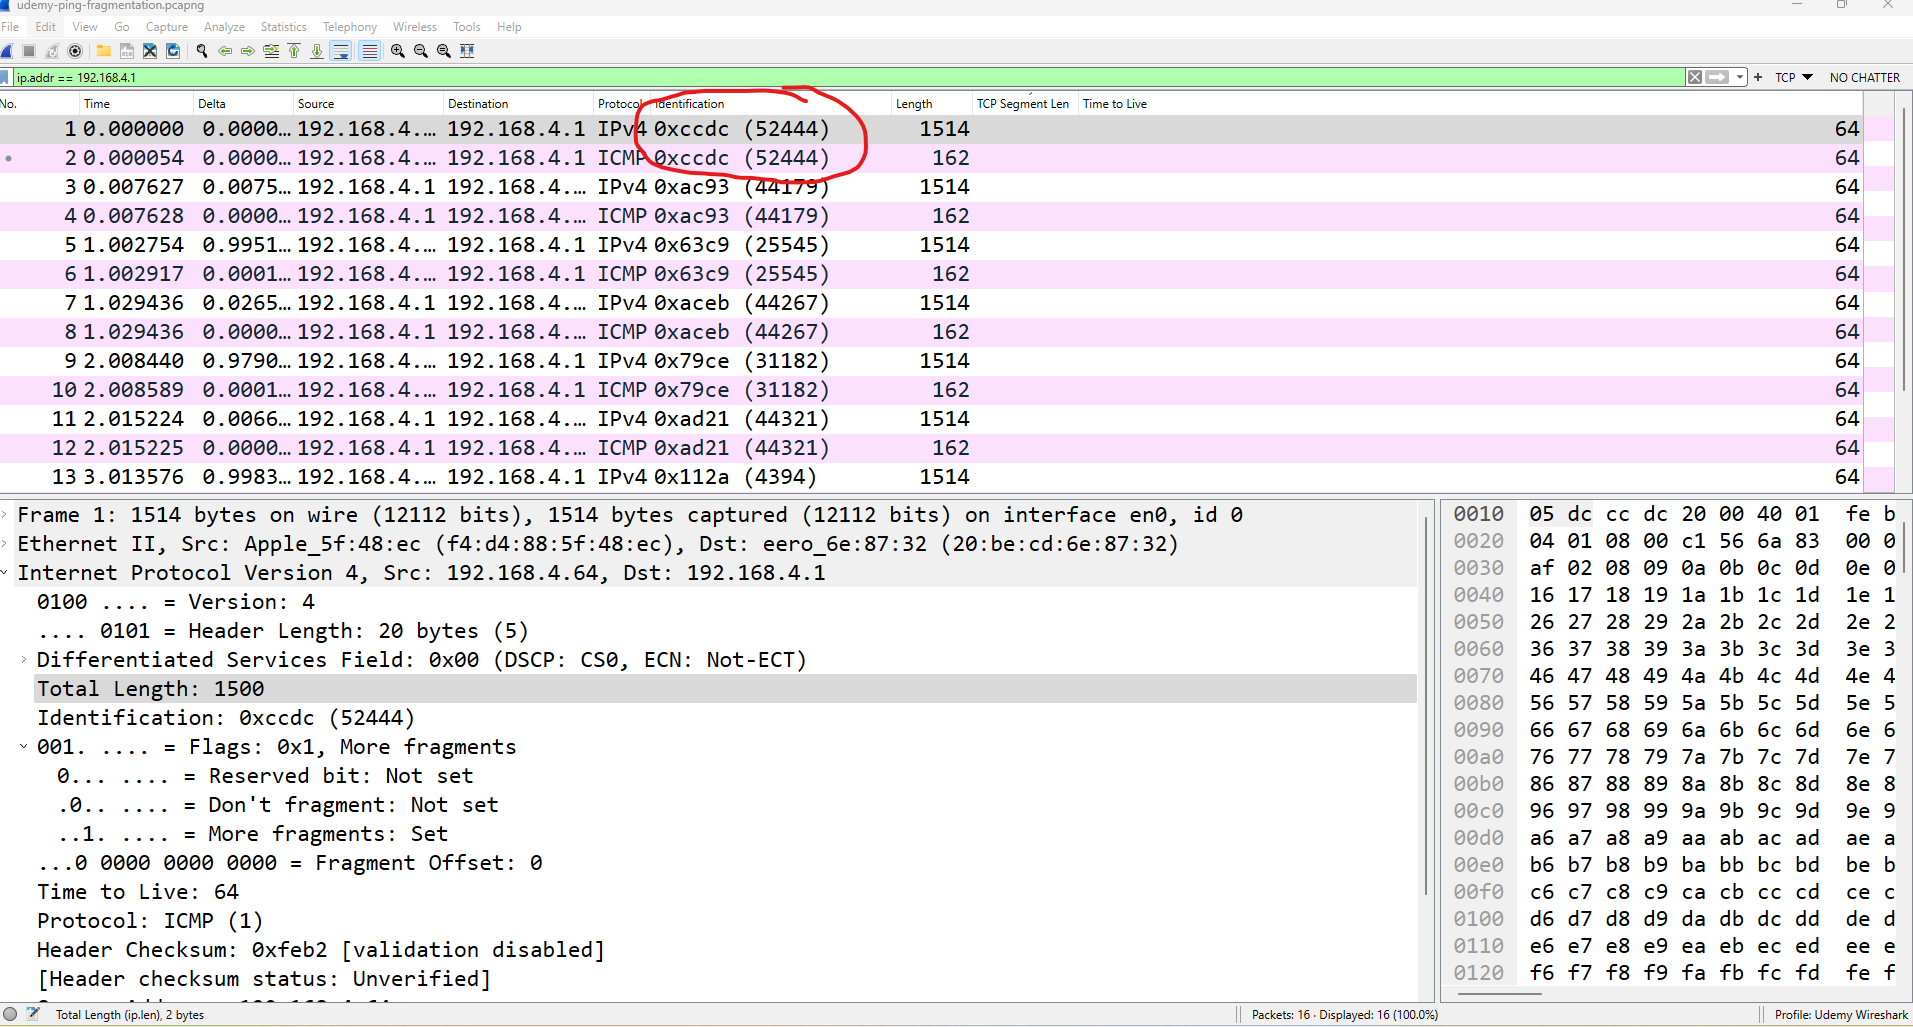 udemy-ping-fragmentation.pcapng
File Edit View Go Capture Analyze Statistics Telephony Wireless Tools Help
ip.addr == 192.168.4.1 + TCP NO CHATTER
No. Time Delta Source Destination Protocol Identification Length TCP Segment Len Time to Live
1 0.000000 0.0000… 192.168.4.… 192.168.4.1 IPv4 0xccdc (52444) 1514 64
2 0.000054 0.0000… 192.168.4.… 192.168.4.1 ICMP 0xccdc (52444) 162 64
3 0.007627 0.0075… 192.168.4.1 192.168.4.… IPv4 0xac93 (44179) 1514 64
4 0.007628 0.0000… 192.168.4.1 192.168.4.… ICMP 0xac93 (44179) 162 64
5 1.002754 0.9951… 192.168.4.… 192.168.4.1 IPv4 0x63c9 (25545) 1514 64
6 1.002917 0.0001… 192.168.4.… 192.168.4.1 ICMP 0x63c9 (25545) 162 64
7 1.029436 0.0265… 192.168.4.1 192.168.4.… IPv4 0xaceb (44267) 1514 64
8 1.029436 0.0000… 192.168.4.1 192.168.4.… ICMP 0xaceb (44267) 162 64
9 2.008440 0.9790… 192.168.4.… 192.168.4.1 IPv4 0x79ce (31182) 1514 64
10 2.008589 0.0001… 192.168.4.… 192.168.4.1 ICMP 0x79ce (31182) 162 64
11 2.015224 0.0066… 192.168.4.1 192.168.4.… IPv4 0xad21 (44321) 1514 64
12 2.015225 0.0000… 192.168.4.1 192.168.4.… ICMP 0xad21 (44321) 162 64
13 3.013576 0.9983… 192.168.4.… 192.168.4.1 IPv4 0x112a (4394) 1514 64
Frame 1: 1514 bytes on wire (12112 bits), 1514 bytes captured (12112 bits) on interface en0, id 0
Ethernet II, Src: Apple_5f:48:ec (f4:d4:88:5f:48:ec), Dst: eero_6e:87:32 (20:be:cd:6e:87:32)
Internet Protocol Version 4, Src: 192.168.4.64, Dst: 192.168.4.1
0100 .... = Version: 4
.... 0101 = Header Length: 20 bytes (5)
Differentiated Services Field: 0x00 (DSCP: CS0, ECN: Not-ECT)
Total Length: 1500
Identification: 0xccdc (52444)
001. .... = Flags: 0x1, More fragments
0... .... = Reserved bit: Not set
.0.. .... = Don't fragment: Not set
..1. .... = More fragments: Set
...0 0000 0000 0000 = Fragment Offset: 0
Time to Live: 64
Protocol: ICMP (1)
Header Checksum: 0xfeb2 [validation disabled]
[Header checksum status: Unverified]
0010 05 dc cc dc 20 00 40 01 fe b
0020 04 01 08 00 c1 56 6a 83 00 0
0030 af 02 08 09 0a 0b 0c 0d 0e 0
0040 16 17 18 19 1a 1b 1c 1d 1e 1
0050 26 27 28 29 2a 2b 2c 2d 2e 2
0060 36 37 38 39 3a 3b 3c 3d 3e 3
0070 46 47 48 49 4a 4b 4c 4d 4e 4
0080 56 57 58 59 5a 5b 5c 5d 5e 5
0090 66 67 68 69 6a 6b 6c 6d 6e 6
00a0 76 77 78 79 7a 7b 7c 7d 7e 7
00b0 86 87 88 89 8a 8b 8c 8d 8e 8
00c0 96 97 98 99 9a 9b 9c 9d 9e 9
00d0 a6 a7 a8 a9 aa ab ac ad ae a
00e0 b6 b7 b8 b9 ba bb bc bd be b
00f0 c6 c7 c8 c9 ca cb cc cd ce c
0100 d6 d7 d8 d9 da db dc dd de d
0110 e6 e7 e8 e9 ea eb ec ed ee e
0120 f6 f7 f8 f9 fa fb fc fd fe f
Total Length (ip.len), 2 bytes Packets: 16 · Displayed: 16 (100.0%) Profile: Udemy Wireshark